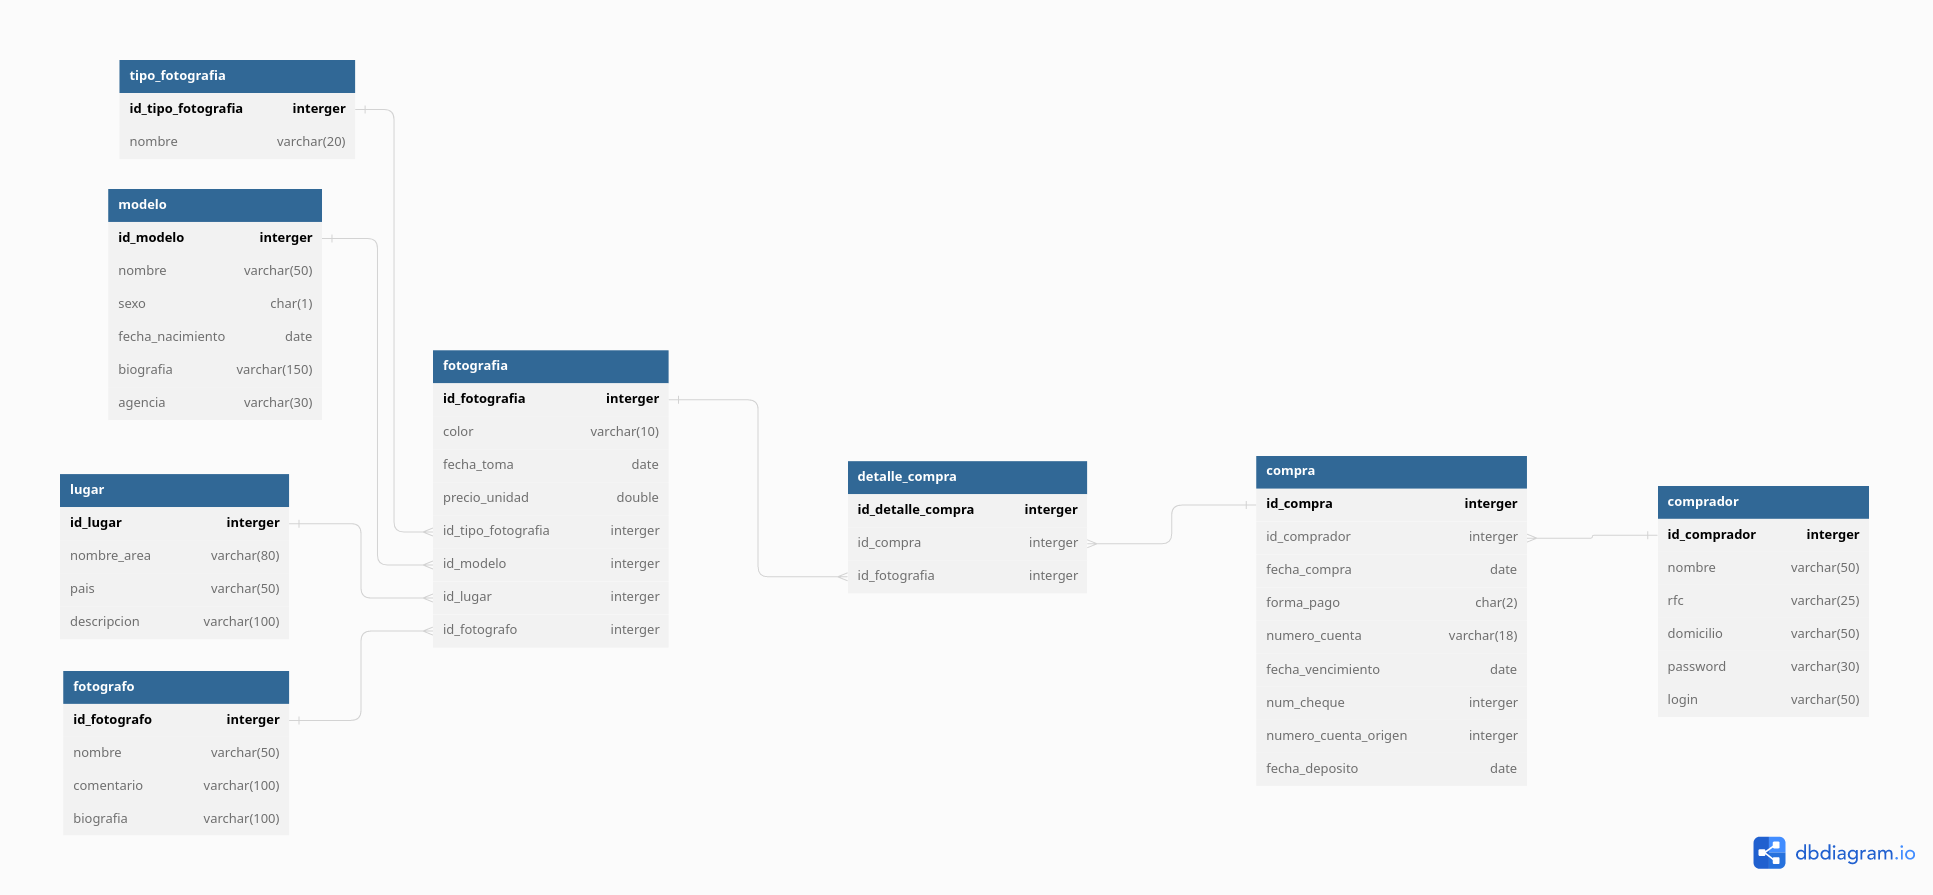 tipo_fotografia
id_tipo_fotografia interger
nombre varchar(20)
modelo
id_modelo interger
nombre varchar(50)
sexo char(1)
fecha_nacimiento date
biografia varchar(150)
agencia varchar(30)
lugar
id_lugar interger
nombre_area varchar(80)
pais varchar(50)
descripcion varchar(100)
fotografo
id_fotografo interger
nombre varchar(50)
comentario varchar(100)
biografia varchar(100)
fotografia
id_fotografia interger
color varchar(10)
fecha_toma date
precio_unidad double
id_tipo_fotografia interger
id_modelo interger
id_lugar interger
id_fotografo interger
detalle_compra
id_detalle_compra interger
id_compra interger
id_fotografia interger
compra
id_compra interger
id_comprador interger
fecha_compra date
forma_pago char(2)
numero_cuenta varchar(18)
fecha_vencimiento date
num_cheque interger
numero_cuenta_origen interger
fecha_deposito date
comprador
id_comprador interger
nombre varchar(50)
rfc varchar(25)
domicilio varchar(50)
password varchar(30)
login varchar(50)
dbdiagram.io